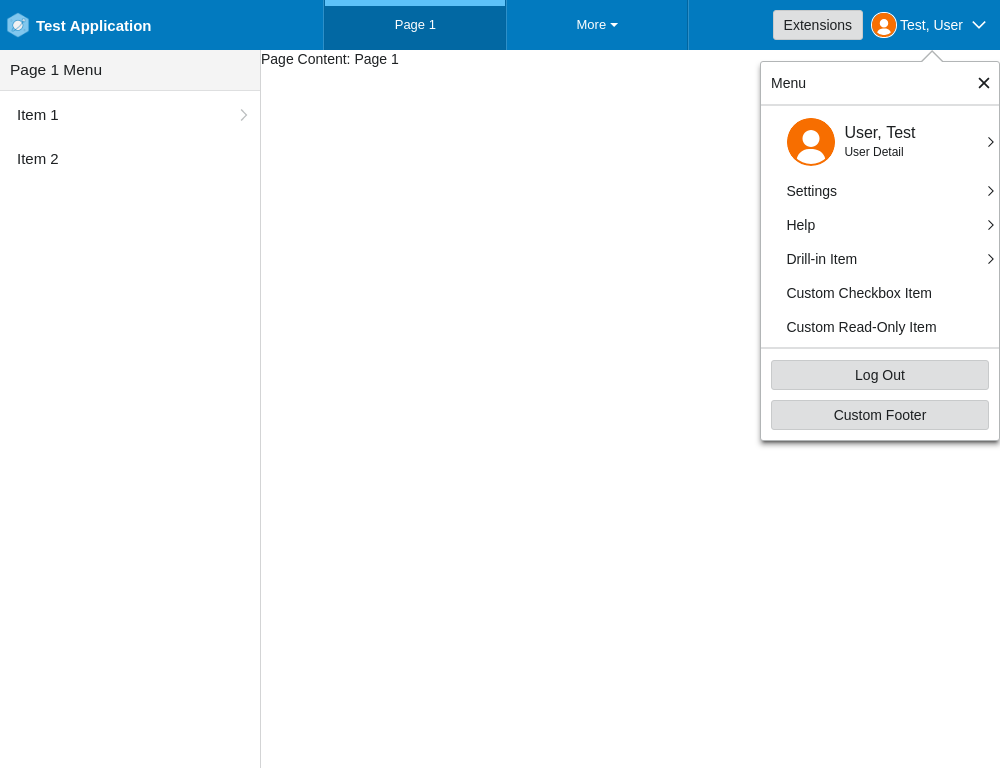 Test Application
Page 1
More
Extensions
Test, User
Page 1 Menu
Item 1
Item 2
Page Content: Page 1
Menu
User, Test
User Detail
Settings
Help
Drill-in Item
Custom Checkbox Item
Custom Read-Only Item
Log Out
Custom Footer